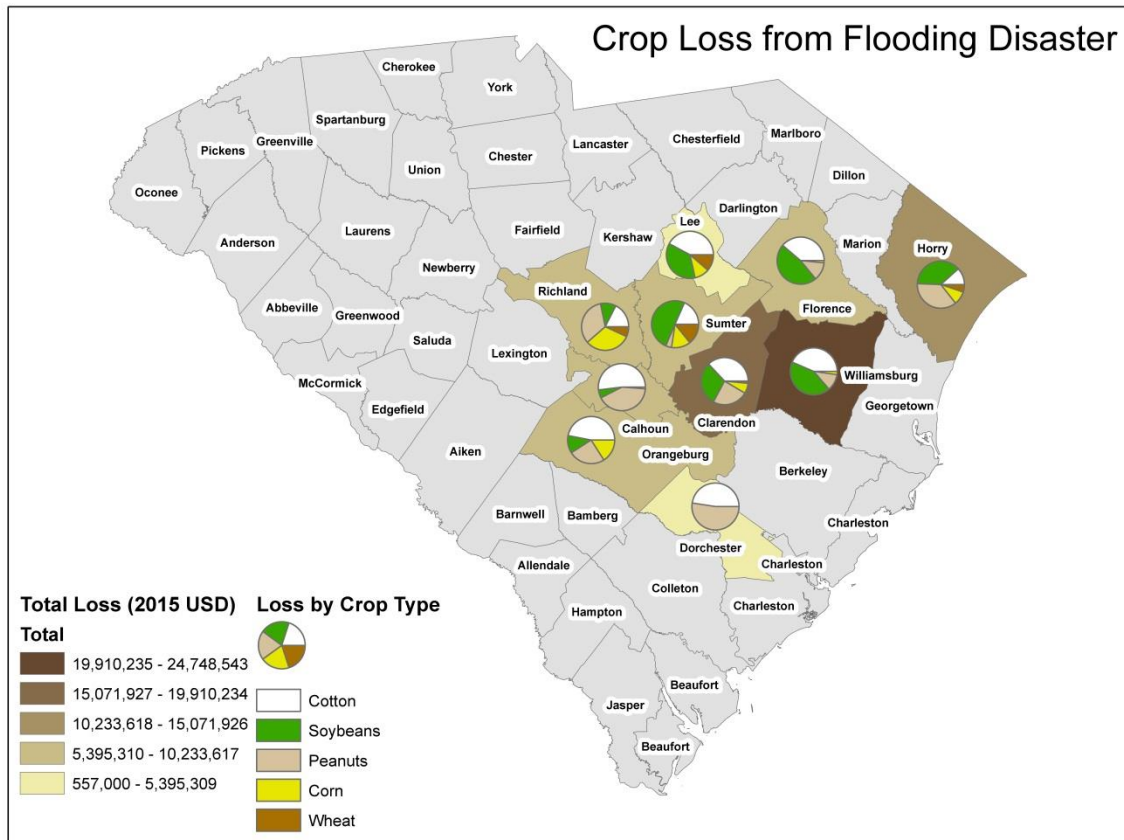 Crop Loss from Flooding Disaster
Cherokee
York
Spartanburg
Greenville
Pickens
Oconee
Union
Chester
Lancaster
Chesterfield
Marlboro
Dillon
Anderson
Laurens
Fairfield
Kershaw
Lee
Darlington
Marion
Horry
Newberry
Richland
Abbeville
Greenwood
Saluda
Lexington
Sumter
Florence
McCormick
Edgefield
Williamsburg
Georgetown
Clarendon
Calhoun
Aiken
Orangeburg
Berkeley
Barnwell
Bamberg
Charleston
Dorchester
Allendale
Charleston
Colleton
Hampton
Charleston
Beaufort
Jasper
Beaufort
Total Loss (2015 USD)
Total
19,910,235 - 24,748,543
15,071,927 - 19,910,234
10,233,618 - 15,071,926
5,395,310 - 10,233,617
557,000 - 5,395,309
Loss by Crop Type
Cotton
Soybeans
Peanuts
Corn
Wheat